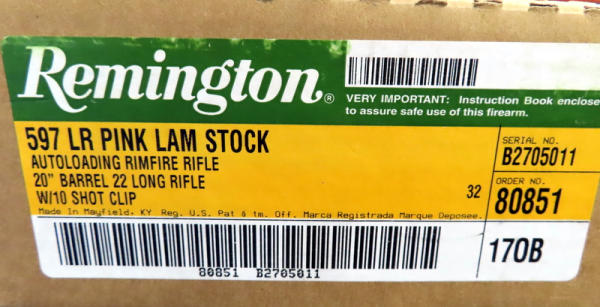 Remington®
VERY IMPORTANT: Instruction Book enclose
to assure safe use of this firearm.
597 LR PINK LAM STOCK
AUTOLOADING RIMFIRE RIFLE
20" BARREL 22 LONG RIFLE
W/10 SHOT CLIP
32
Made In Mayfield, KY Reg. U.S. Pat & tm. Off. Marca Registrada Marque Deposee.
SERIAL NO.
B2705011
ORDER NO.
80851
80851 B2705011
170B